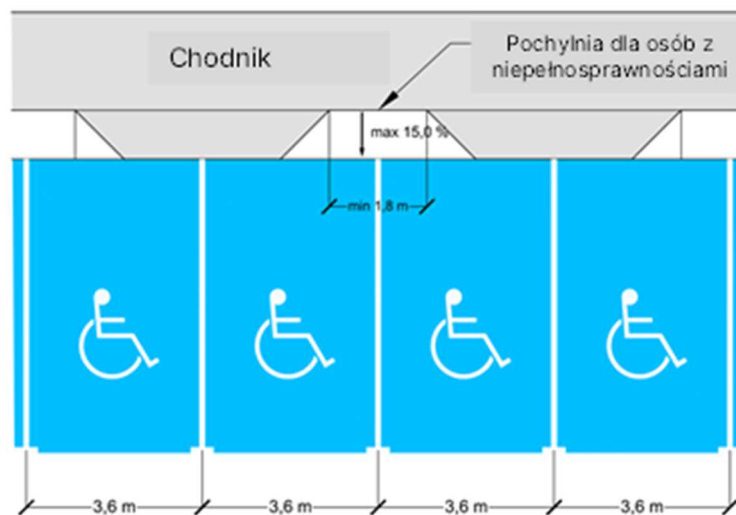 Chodnik
Pochylnia dla osób z
niepełnosprawnościami
max 15,0 %
min 1,8 m
3,6 m
3,6 m
3,6 m
3,6 m